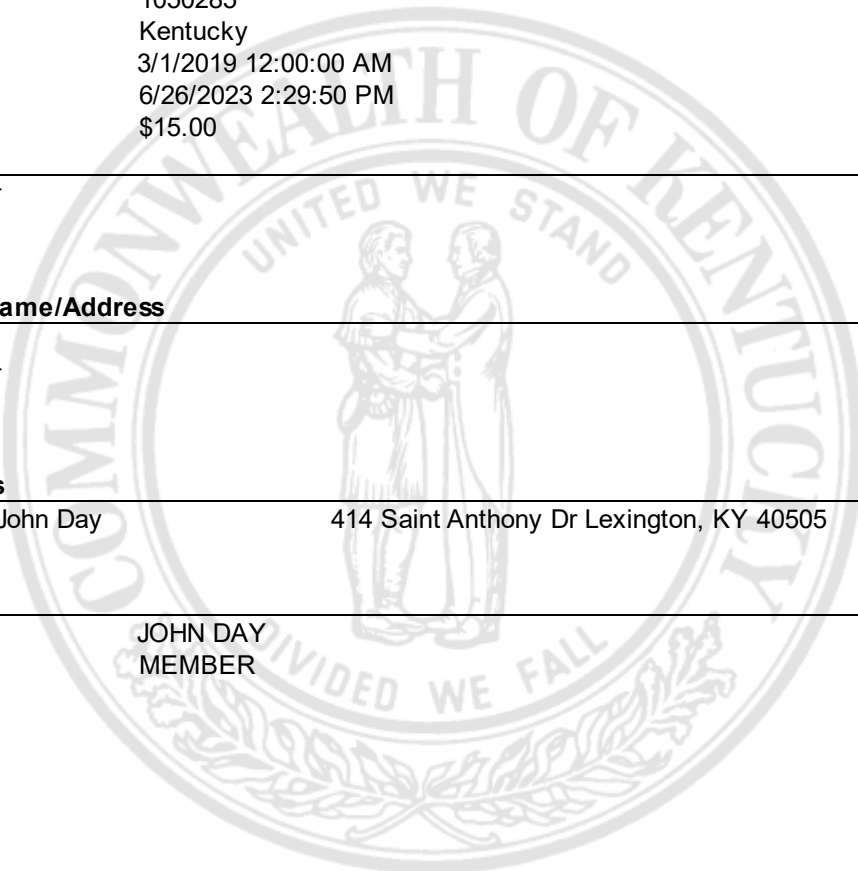 1050285
Kentucky
3/1/2019 12:00:00 AM
6/26/2023 2:29:50 PM
$15.00
ame/Address
s
John Day 414 Saint Anthony Dr Lexington, KY 40505
JOHN DAY
MEMBER
COMMONWEALTH OF KENTUCKY
UNITED WE STAND
DIVIDED WE FALL